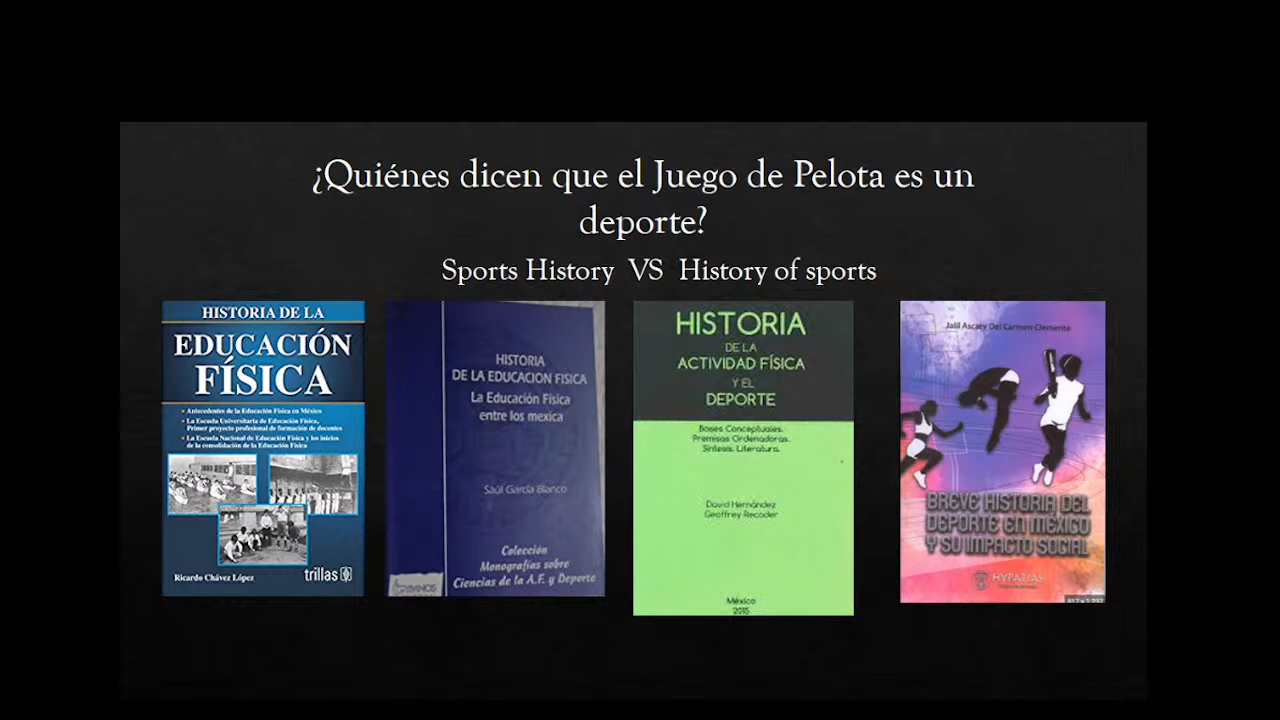 ¿Quiénes dicen que el Juego de Pelota es un
deporte?
Sports History VS History of sports
HISTORIA DE LA
EDUCACIÓN
FÍSICA
• Antecedentes de la Educación Física en México
• La Escuela Universitaria de Educación Física,
Primer proyecto profesional de formación de docentes
• La Escuela Nacional de Educación Física y los inicios
de la consolidación de la Educación Física
Ricardo Chávez López
trillas
HISTORIA
DE LA EDUCACION FISICA
La Educación Física
entre los mexica
Saúl García Blanco
Colección
Monografías sobre
Ciencias de la A.F. y Deporte
HISTORIA
DE LA
ACTIVIDAD FÍSICA
Y EL
DEPORTE
Bases Conceptuales.
Premisas Ordenadoras.
Síntesis. Literatura.
David Hernández
Geoffrey Recoder
México
2015
Jalil Ascary Del Carmen Clemente
BREVE HISTORIA DEL
DEPORTE EN MÉXICO
Y SU IMPACTO SOCIAL